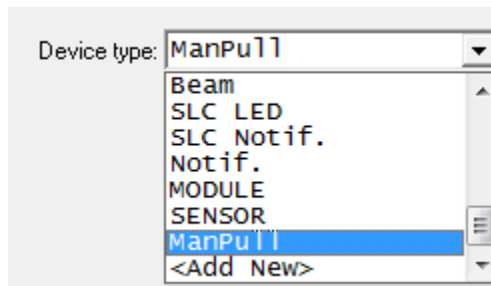 Device type: ManPull
Beam
SLC LED
SLC Notif.
Notif.
MODULE
SENSOR
ManPull
<Add New>